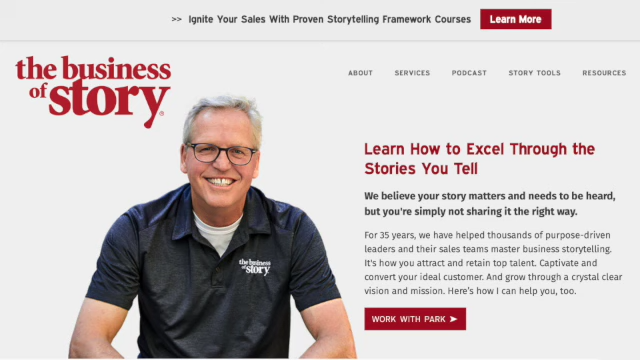 >> Ignite Your Sales With Proven Storytelling Framework Courses Learn More
the business
of story®
ABOUT SERVICES PODCAST STORY TOOLS RESOURCES
Learn How to Excel Through the
Stories You Tell
We believe your story matters and needs to be heard,
but you're simply not sharing it the right way.
For 35 years, we have helped thousands of purpose-driven
leaders and their sales teams master business storytelling.
It's how you attract and retain top talent. Captivate and
convert your ideal customer. And grow through a crystal clear
vision and mission. Here's how I can help you, too.
WORK WITH PARK >
the business
of story